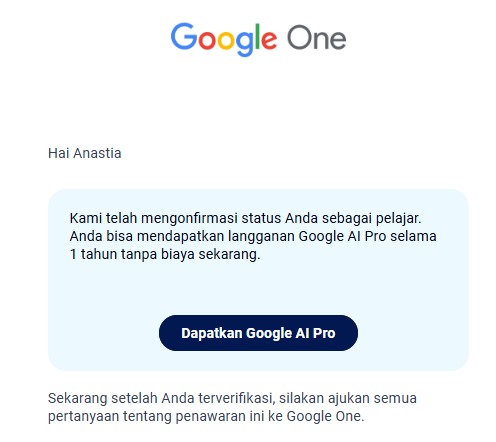 Google One
Hai Anastia
Kami telah mengonfirmasi status Anda sebagai pelajar.
Anda bisa mendapatkan langganan Google AI Pro selama
1 tahun tanpa biaya sekarang.
Dapatkan Google AI Pro
Sekarang setelah Anda terverifikasi, silakan ajukan semua
pertanyaan tentang penawaran ini ke Google One.